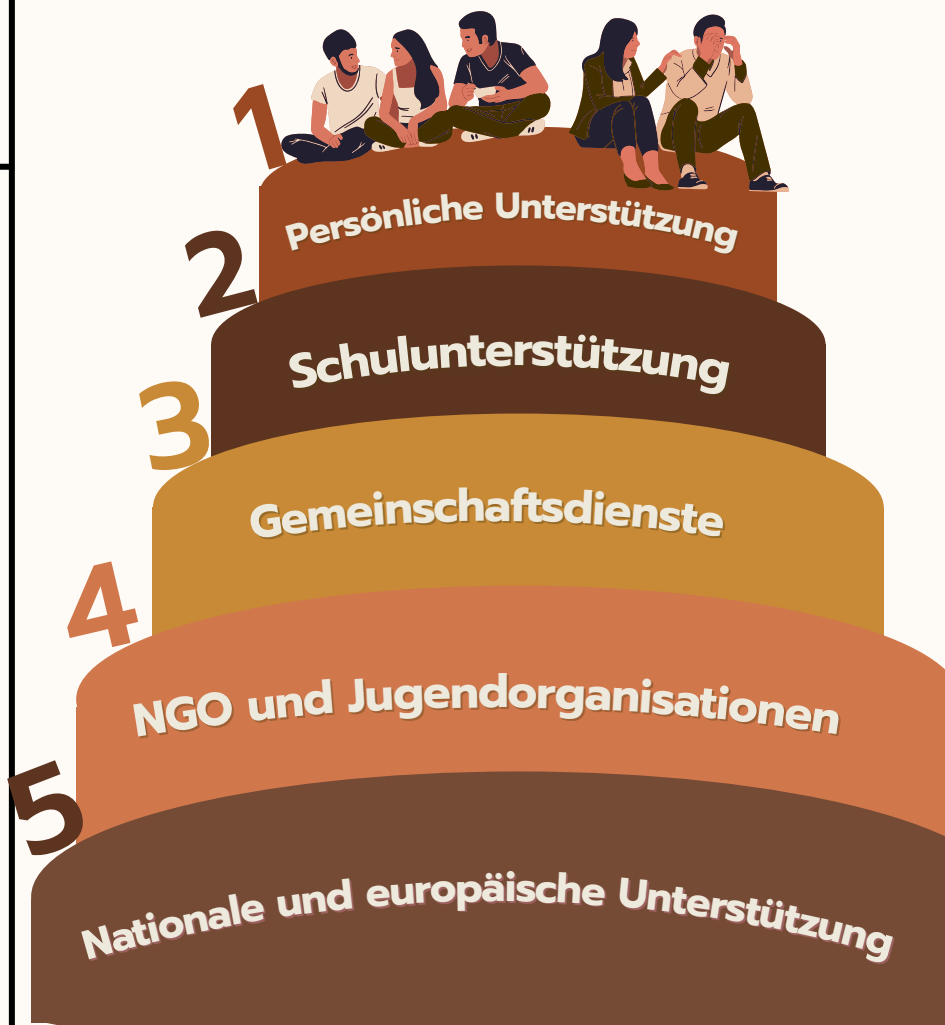 1
Persönliche Unterstützung
2
Schulunterstützung
3
Gemeinschaftsdienste
4
NGO und Jugendorganisationen
5
Nationale und europäische Unterstützung